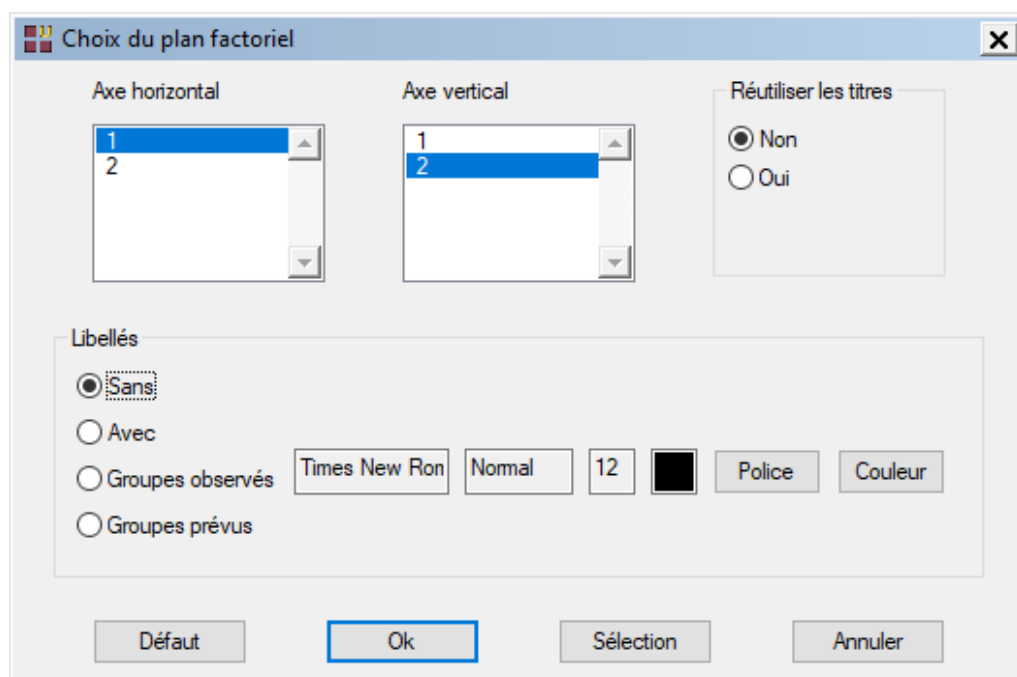 Choix du plan factoriel
Axe horizontal
Axe vertical
Réutiliser les titres
1
2
1
2
Non
Oui
Libellés
Sans
Avec
Groupes observés
Times New Ron
Normal
12
Police
Couleur
Groupes prévus
Défaut
Ok
Sélection
Annuler